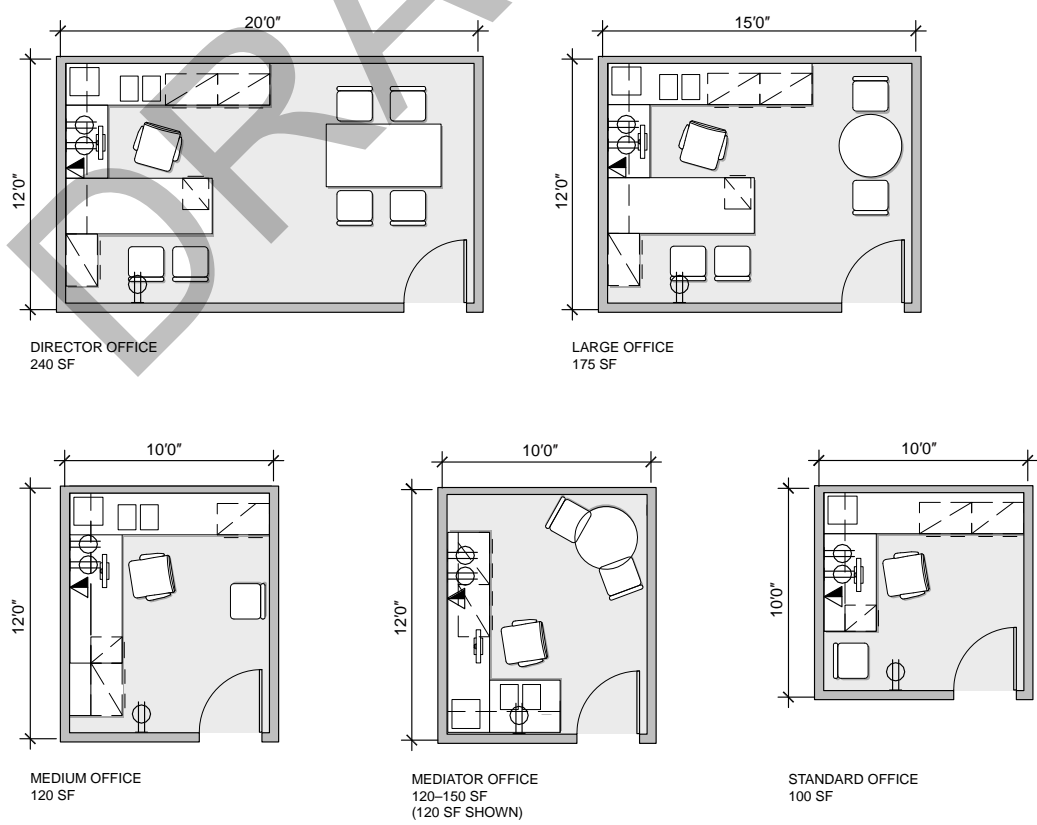 20'0"
15'0"
12'0"
12'0"
DIRECTOR OFFICE
240 SF
LARGE OFFICE
175 SF
10'0"
10'0"
10'0"
12'0"
12'0"
10'0"
MEDIUM OFFICE
120 SF
MEDIATOR OFFICE
120–150 SF
(120 SF SHOWN)
STANDARD OFFICE
100 SF
DRA